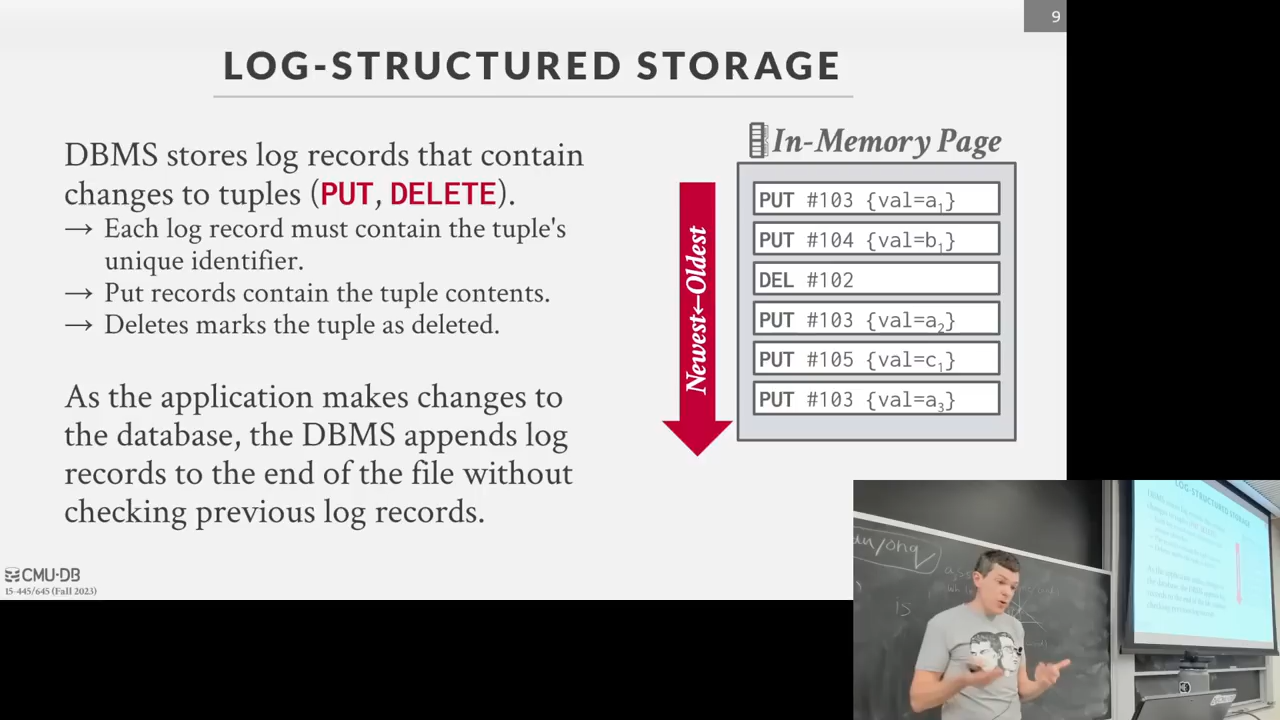 9
LOG-STRUCTURED STORAGE
DBMS stores log records that contain
changes to tuples (PUT, DELETE).
→ Each log record must contain the tuple's
unique identifier.
→ Put records contain the tuple contents.
→ Deletes marks the tuple as deleted.
As the application makes changes to
the database, the DBMS appends log
records to the end of the file without
checking previous log records.
In-Memory Page
Newest←Oldest
PUT #103 {val=a₁}
PUT #104 {val=b₁}
DEL #102
PUT #103 {val=a₂}
PUT #105 {val=c₁}
PUT #103 {val=a₃}
CMU·DB
15-445/645 (Fall 2023)
is
LOG-STRUCTURED STORAGE